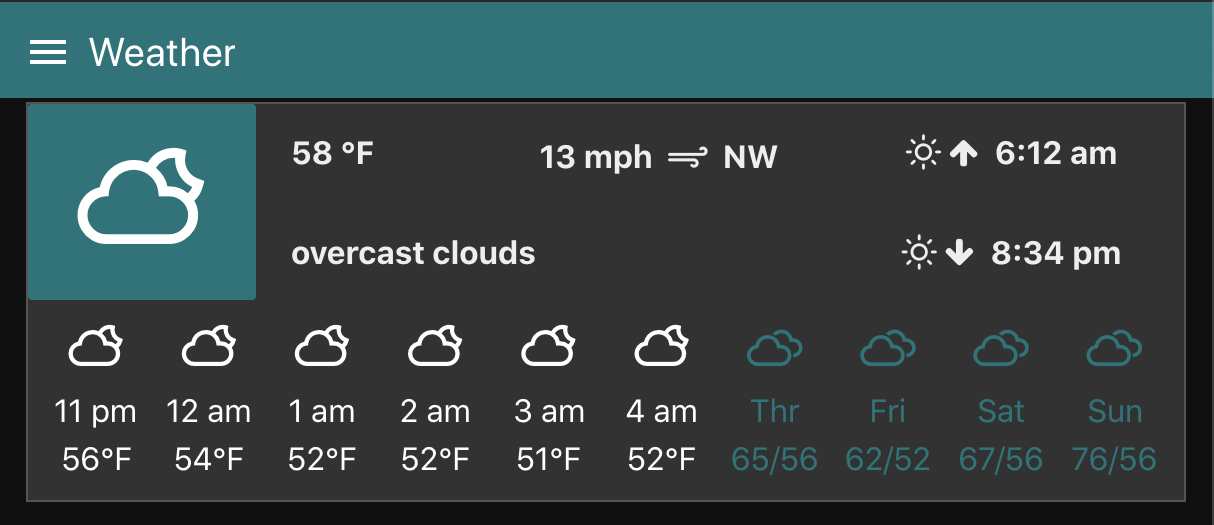 Weather
58 °F 13 mph NW 6:12 am
overcast clouds 8:34 pm
11 pm 12 am 1 am 2 am 3 am 4 am Thr Fri Sat Sun
56°F 54°F 52°F 52°F 51°F 52°F 65/56 62/52 67/56 76/56